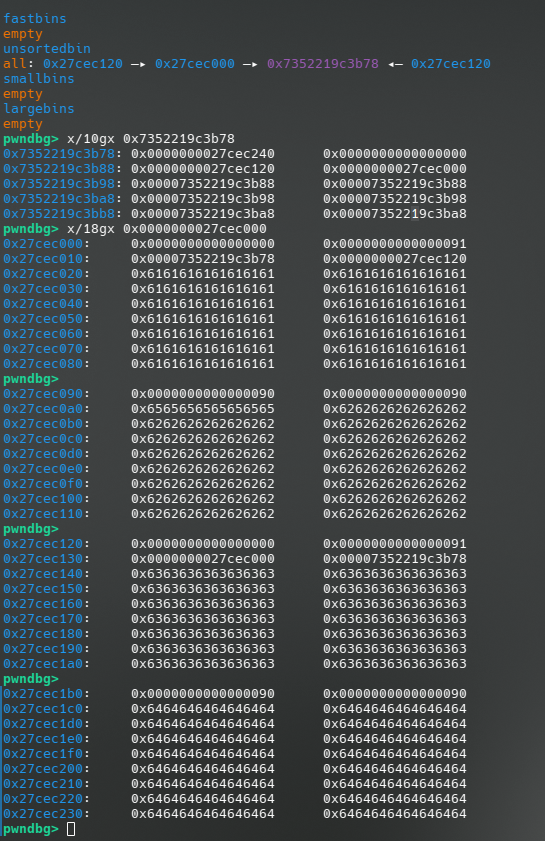 fastbins
empty
unsortedbin
all: 0x27cec120 —▸ 0x27cec000 —▸ 0x7352219c3b78 ◂— 0x27cec120
smallbins
empty
largebins
empty
pwndbg> x/10gx 0x7352219c3b78
0x7352219c3b78: 0x0000000027cec240 0x0000000000000000
0x7352219c3b88: 0x0000000027cec120 0x0000000027cec000
0x7352219c3b98: 0x00007352219c3b88 0x00007352219c3b88
0x7352219c3ba8: 0x00007352219c3b98 0x00007352219c3b98
0x7352219c3bb8: 0x00007352219c3ba8 0x00007352219c3ba8
pwndbg> x/18gx 0x0000000027cec000
0x27cec000: 0x0000000000000000 0x0000000000000091
0x27cec010: 0x00007352219c3b78 0x0000000027cec120
0x27cec020: 0x6161616161616161 0x6161616161616161
0x27cec030: 0x6161616161616161 0x6161616161616161
0x27cec040: 0x6161616161616161 0x6161616161616161
0x27cec050: 0x6161616161616161 0x6161616161616161
0x27cec060: 0x6161616161616161 0x6161616161616161
0x27cec070: 0x6161616161616161 0x6161616161616161
0x27cec080: 0x6161616161616161 0x6161616161616161
pwndbg>
0x27cec090: 0x0000000000000090 0x0000000000000090
0x27cec0a0: 0x6565656565656565 0x6262626262626262
0x27cec0b0: 0x6262626262626262 0x6262626262626262
0x27cec0c0: 0x6262626262626262 0x6262626262626262
0x27cec0d0: 0x6262626262626262 0x6262626262626262
0x27cec0e0: 0x6262626262626262 0x6262626262626262
0x27cec0f0: 0x6262626262626262 0x6262626262626262
0x27cec100: 0x6262626262626262 0x6262626262626262
0x27cec110: 0x6262626262626262 0x6262626262626262
pwndbg>
0x27cec120: 0x0000000000000000 0x0000000000000091
0x27cec130: 0x0000000027cec000 0x00007352219c3b78
0x27cec140: 0x6363636363636363 0x6363636363636363
0x27cec150: 0x6363636363636363 0x6363636363636363
0x27cec160: 0x6363636363636363 0x6363636363636363
0x27cec170: 0x6363636363636363 0x6363636363636363
0x27cec180: 0x6363636363636363 0x6363636363636363
0x27cec190: 0x6363636363636363 0x6363636363636363
0x27cec1a0: 0x6363636363636363 0x6363636363636363
pwndbg>
0x27cec1b0: 0x0000000000000090 0x0000000000000090
0x27cec1c0: 0x6464646464646464 0x6464646464646464
0x27cec1d0: 0x6464646464646464 0x6464646464646464
0x27cec1e0: 0x6464646464646464 0x6464646464646464
0x27cec1f0: 0x6464646464646464 0x6464646464646464
0x27cec200: 0x6464646464646464 0x6464646464646464
0x27cec210: 0x6464646464646464 0x6464646464646464
0x27cec220: 0x6464646464646464 0x6464646464646464
0x27cec230: 0x6464646464646464 0x6464646464646464
pwndbg>